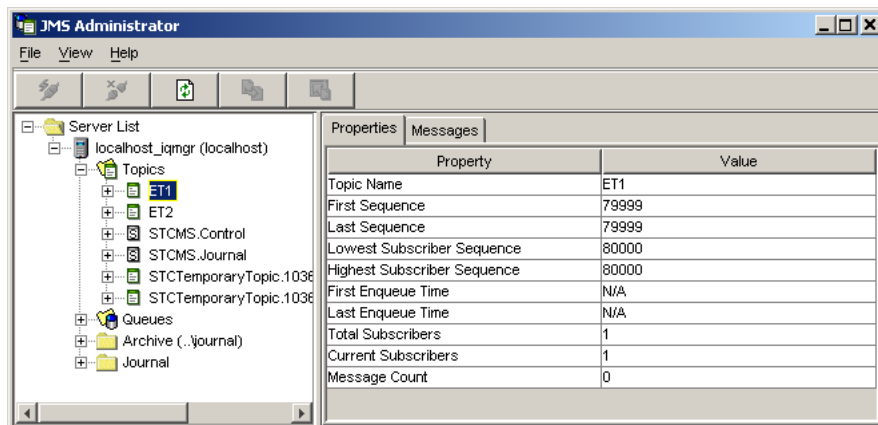 JMS Administrator
File View Help
Server List
localhost_iqmgr (localhost)
Topics
ET1
ET2
STCMS.Control
STCMS.Journal
STCTemporaryTopic.1036
STCTemporaryTopic.1036
Queues
Archive (..\journal)
Journal
Properties Messages
Property Value
Topic Name ET1
First Sequence 79999
Last Sequence 79999
Lowest Subscriber Sequence 80000
Highest Subscriber Sequence 80000
First Enqueue Time N/A
Last Enqueue Time N/A
Total Subscribers 1
Current Subscribers 1
Message Count 0